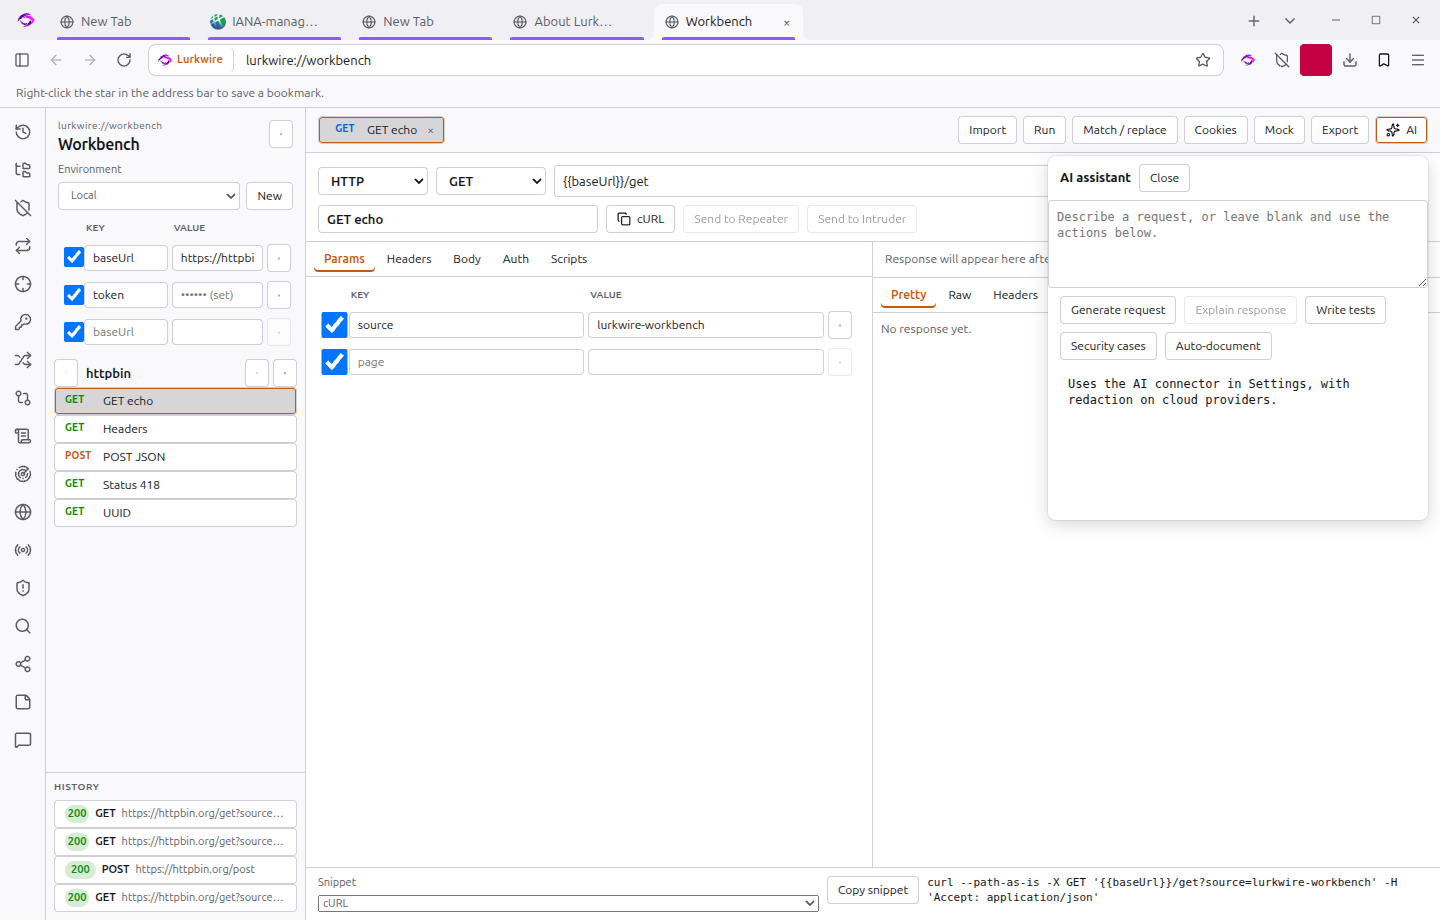 New Tab
IANA-manag...
New Tab
About Lurk...
Workbench
Lurkwire
lurkwire://workbench
Right-click the star in the address bar to save a bookmark.
lurkwire://workbench
Workbench
Environment
Local
New
KEY
VALUE
baseUrl
https://httpbi
token
•••••• (set)
baseUrl
httpbin
GET GET echo
GET Headers
POST POST JSON
GET Status 418
GET UUID
HISTORY
200 GET https://httpbin.org/get?source...
200 GET https://httpbin.org/get?source...
200 POST https://httpbin.org/post
200 GET https://httpbin.org/get?source...
GET GET echo ×
Import
Run
Match / replace
Cookies
Mock
Export
AI
HTTP
GET
{{baseUrl}}/get
GET echo
cURL
Send to Repeater
Send to Intruder
Params
Headers
Body
Auth
Scripts
KEY
VALUE
source
lurkwire-workbench
page
Response will appear here afte
Pretty
Raw
Headers
No response yet.
AI assistant
Close
Describe a request, or leave blank and use the
actions below.
Generate request
Explain response
Write tests
Security cases
Auto-document
Uses the AI connector in Settings, with
redaction on cloud providers.
Snippet
cURL
Copy snippet
curl --path-as-is -X GET '{{baseUrl}}/get?source=lurkwire-workbench' -H
'Accept: application/json'